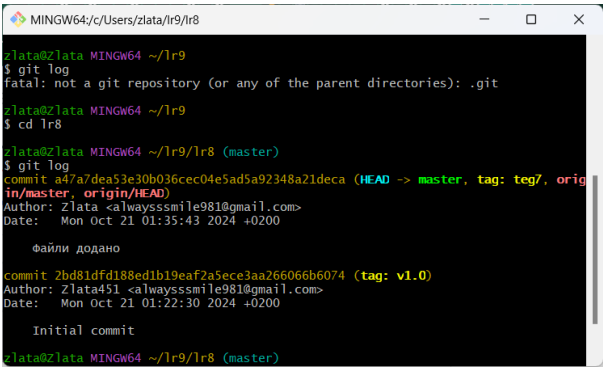 MINGW64:/c/Users/zlata/lr9/lr8
zlata@Zlata MINGW64 ~/lr9
$ git log
fatal: not a git repository (or any of the parent directories): .git
zlata@Zlata MINGW64 ~/lr9
$ cd lr8
zlata@Zlata MINGW64 ~/lr9/lr8 (master)
$ git log
commit a47a7dea53e30b036cec04e5ad5a92348a21deca (HEAD -> master, tag: teg7, orig
in/master, origin/HEAD)
Author: Zlata <alwaysssmile981@gmail.com>
Date:   Mon Oct 21 01:35:43 2024 +0200
Файли додано
commit 2bd81dfd188ed1b19eaf2a5ece3aa266066b6074 (tag: v1.0)
Author: Zlata451 <alwaysssmile981@gmail.com>
Date:   Mon Oct 21 01:22:30 2024 +0200
Initial commit
zlata@Zlata MINGW64 ~/lr9/lr8 (master)